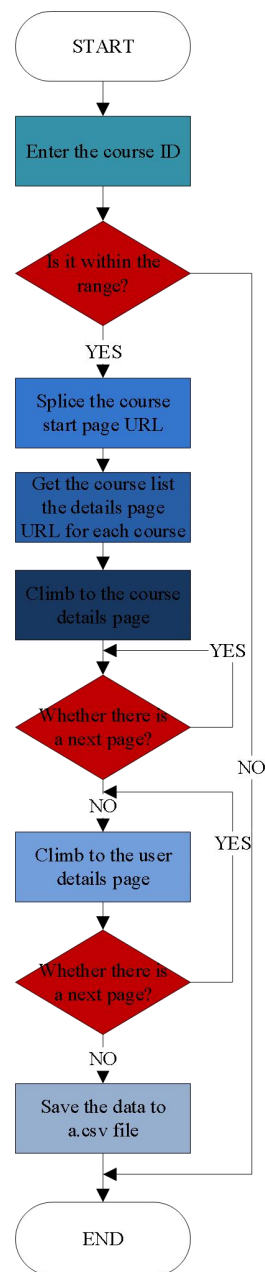 START
Enter the course ID
Is it within the
range?
YES
Splice the course
start page URL
Get the course list
the details page
URL for each course
Climb to the course
details page
YES
Whether there is
a next page?
NO
NO
Climb to the user
details page
YES
Whether there is
a next page?
NO
Save the data to
a.csv file
END